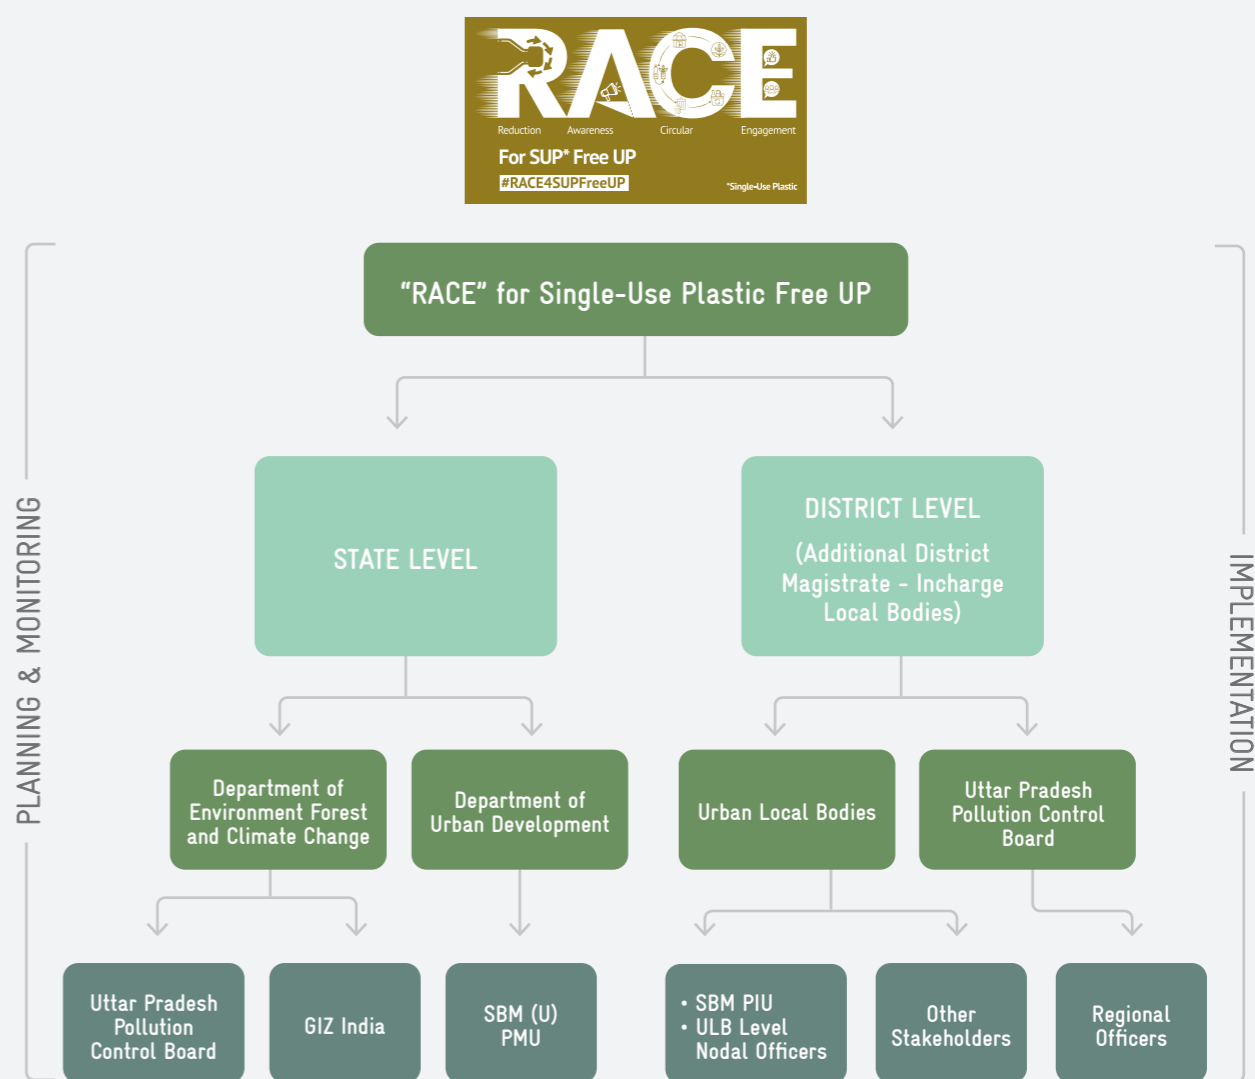 RACE
Reduction Awareness Circular Engagement
For SUP* Free UP
#RACE4SUPFreeUP
*Single-Use Plastic
“RACE” for Single-Use Plastic Free UP
PLANNING & MONITORING
IMPLEMENTATION
STATE LEVEL
DISTRICT LEVEL
(Additional District
Magistrate - Incharge
Local Bodies)
Department of
Environment Forest
and Climate Change
Department of
Urban Development
Urban Local Bodies
Uttar Pradesh
Pollution Control
Board
Uttar Pradesh
Pollution
Control Board
GIZ India
SBM (U)
PMU
• SBM PIU
• ULB Level
Nodal Officers
Other
Stakeholders
Regional
Officers